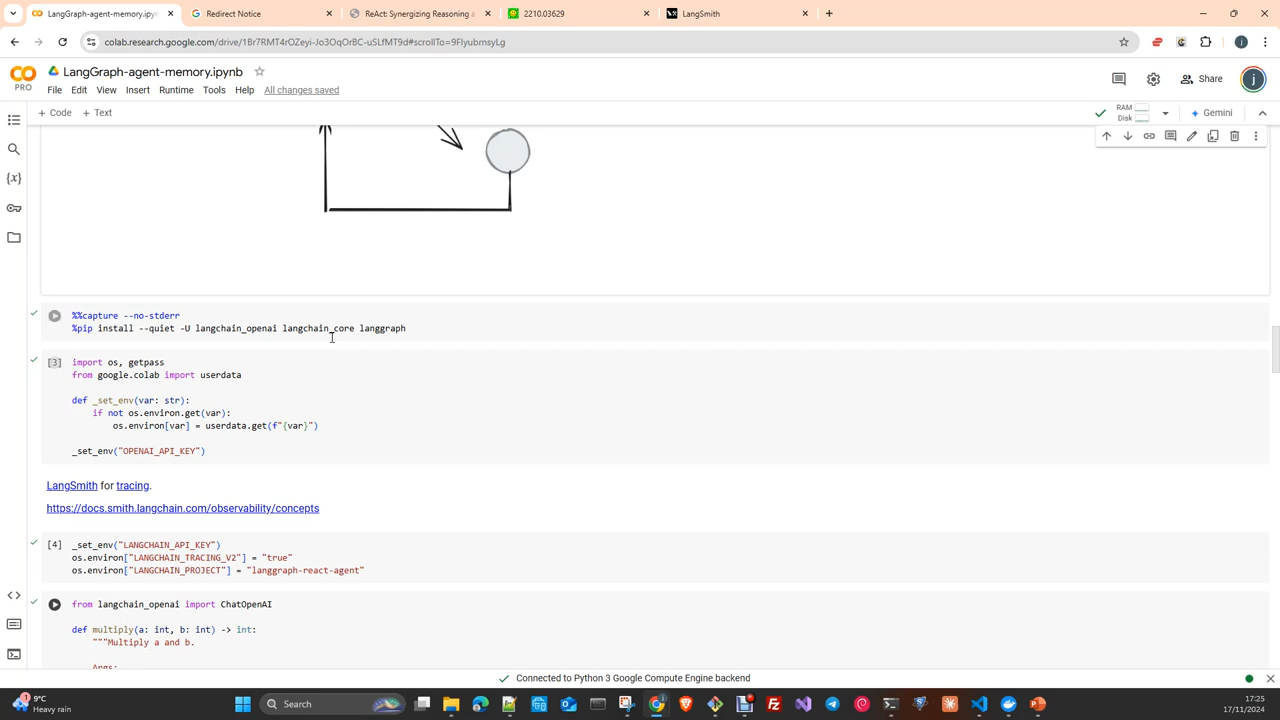 LangGraph-agent-memory.ipynb
Redirect Notice
ReAct: Synergizing Reasoning a
2210.03629
LangSmith
colab.research.google.com/drive/1Br7RMT4rOZeyi-Jo3OqOrBC-uSLfMT9d#scrollTo=9FlyubrnsyLg
j
CO
PRO
LangGraph-agent-memory.ipynb
File Edit View Insert Runtime Tools Help All changes saved
Share
j
+ Code + Text
RAM
Disk
Gemini
%%capture --no-stderr
%pip install --quiet -U langchain_openai langchain_core langgraph
[3] import os, getpass
from google.colab import userdata
def _set_env(var: str):
if not os.environ.get(var):
os.environ[var] = userdata.get(f"{var}")
_set_env("OPENAI_API_KEY")
LangSmith for tracing.
https://docs.smith.langchain.com/observability/concepts
[4] _set_env("LANGCHAIN_API_KEY")
os.environ["LANGCHAIN_TRACING_V2"] = "true"
os.environ["LANGCHAIN_PROJECT"] = "langgraph-react-agent"
from langchain_openai import ChatOpenAI
def multiply(a: int, b: int) -> int:
"""Multiply a and b.
Args:
Connected to Python 3 Google Compute Engine backend
1
9°C
Heavy rain
Search
17:25
17/11/2024